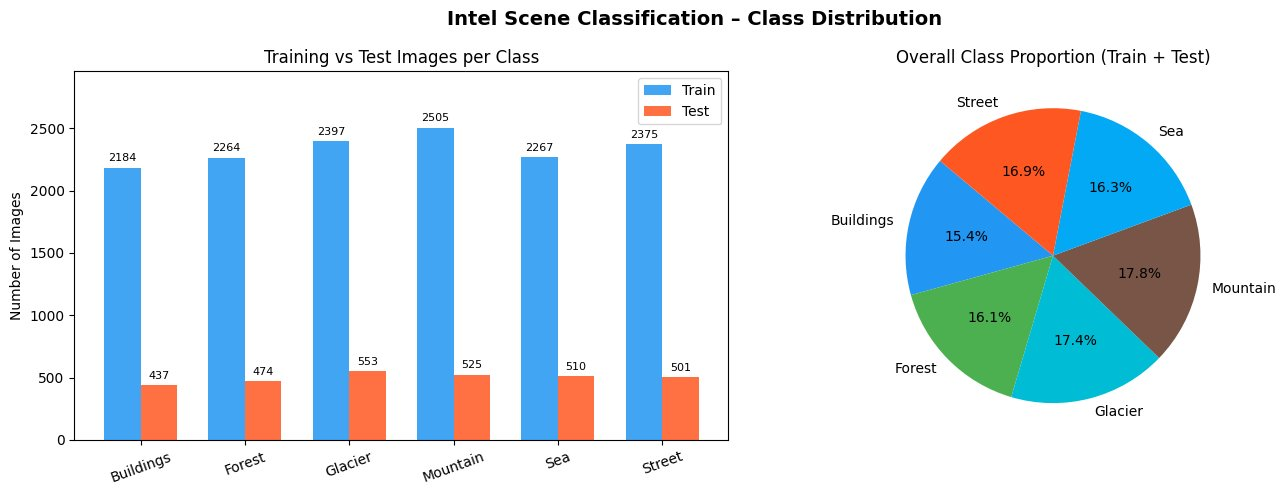 Intel Scene Classification – Class Distribution
Training vs Test Images per Class
Train
Test
Number of Images
2500
2000
1500
1000
500
0
2184
437
2264
474
2397
553
2505
525
2267
510
2375
501
Buildings
Forest
Glacier
Mountain
Sea
Street
Overall Class Proportion (Train + Test)
Street
16.9%
Sea
16.3%
Buildings
15.4%
Mountain
17.8%
Forest
16.1%
Glacier
17.4%